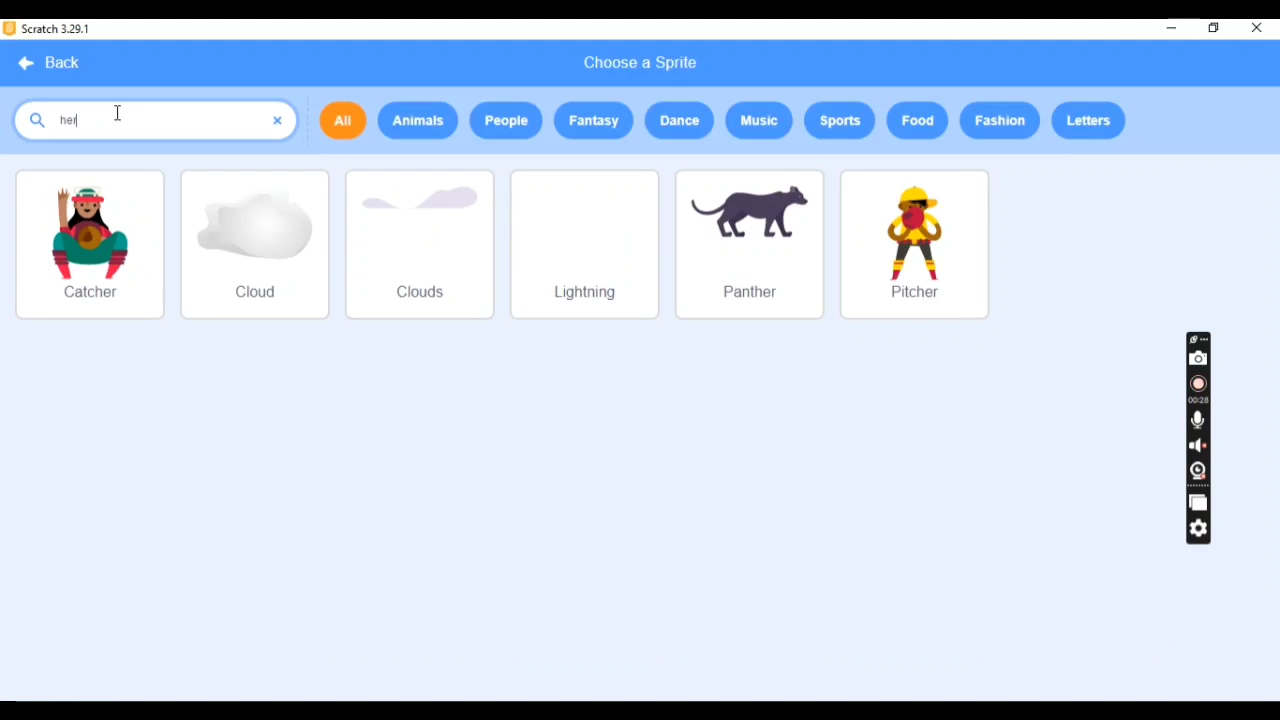 Scratch 3.29.1
Back
Choose a Sprite
her
All
Animals
People
Fantasy
Dance
Music
Sports
Food
Fashion
Letters
Catcher
Cloud
Clouds
Lightning
Panther
Pitcher
00:28